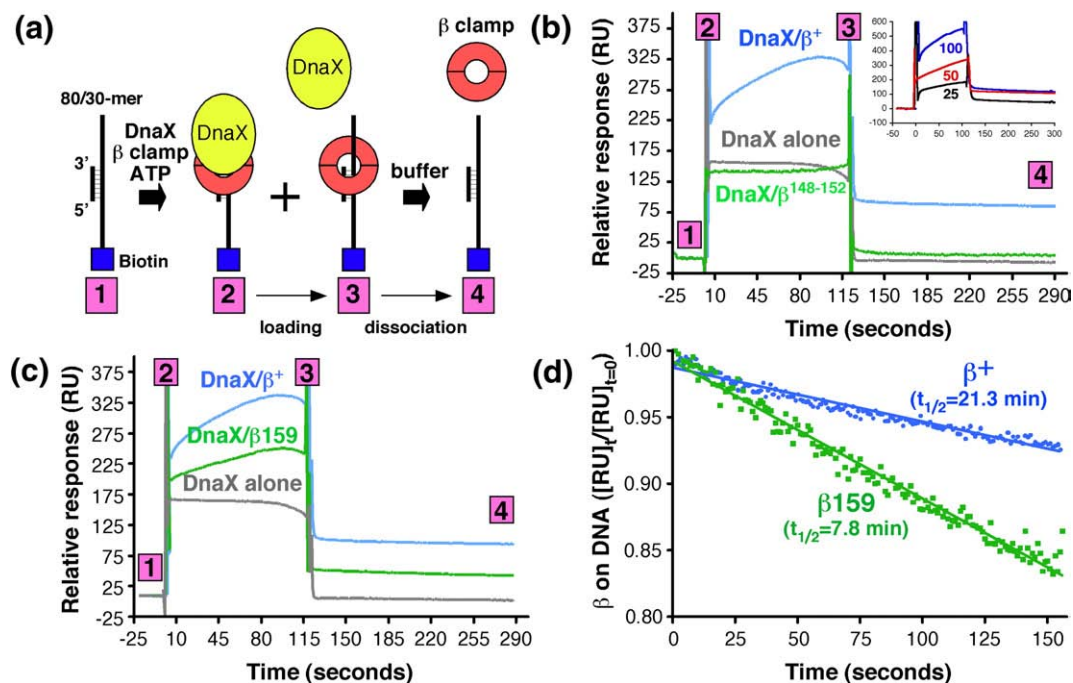 (a)
β clamp
DnaX
80/30-mer
DnaX
β clamp
ATP
DnaX
buffer
3’
5’
+
Biotin
1
2
3
4
loading
dissociation
(b)
Relative response (RU)
375
325
275
225
175
125
75
25
-25
2
3
DnaX/β+
DnaX alone
DnaX/β148-152
1
4
600
500
400
300
200
100
0
-100
100
50
25
-40 0 50 100 150 200 250 300
-25 10 45 80 115 150 185 220 255 290
Time (seconds)
(c)
Relative response (RU)
375
325
275
225
175
125
75
25
-25
2
3
DnaX/β+
DnaX/β159
DnaX alone
1
4
-25 10 45 80 115 150 185 220 255 290
Time (seconds)
(d)
β on DNA ([RU]t/[RU]t=0)
1.00
0.95
0.90
0.85
0.80
β+
(t1/2=21.3 min)
β159
(t1/2=7.8 min)
0 25 50 75 100 125 150
Time (seconds)